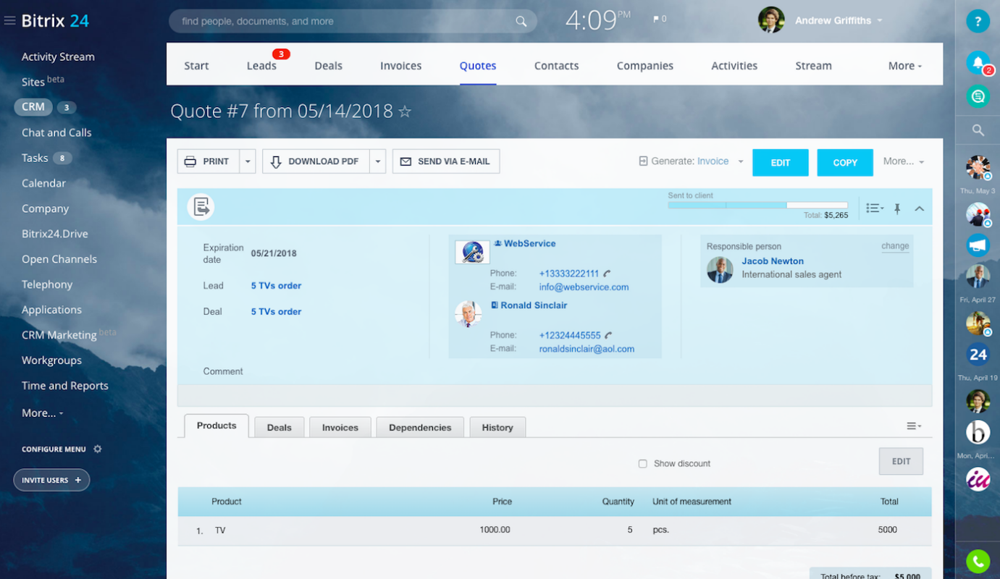 Bitrix 24
find people, documents, and more
4:09 PM
0
Andrew Griffiths
?
Activity Stream
Sites beta
CRM 3
Chat and Calls
Tasks 8
Calendar
Company
Bitrix24.Drive
Open Channels
Telephony
Applications
CRM Marketing beta
Workgroups
Time and Reports
More...
CONFIGURE MENU
INVITE USERS +
Start Leads 3 Deals Invoices Quotes Contacts Companies Activities Stream More
Quote #7 from 05/14/2018
PRINT DOWNLOAD PDF SEND VIA E-MAIL Generate: Invoice EDIT COPY More...
Sent to client
Total: $5,265
Expiration date 05/21/2018
Lead 5 TVs order
Deal 5 TVs order
Comment
WebService
Phone: +13333222111
E-mail: info@webservice.com
Ronald Sinclair
Phone: +12324445555
E-mail: ronaldsinclair@aol.com
Responsible person change
Jacob Newton
International sales agent
Products Deals Invoices Dependencies History
Show discount EDIT
Product Price Quantity Unit of measurement Total
1. TV 1000.00 5 pcs. 5000
Total before tax: $5,000
2
Thu, May 3
Fri, April 27
24
Thu, April 19
b
Mon, Apri...
iu